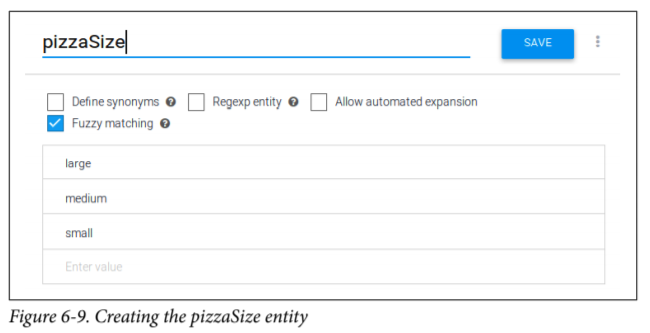 pizzaSize
SAVE
Define synonyms
Regexp entity
Allow automated expansion
Fuzzy matching
large
medium
small
Enter value
Figure 6-9. Creating the pizzaSize entity